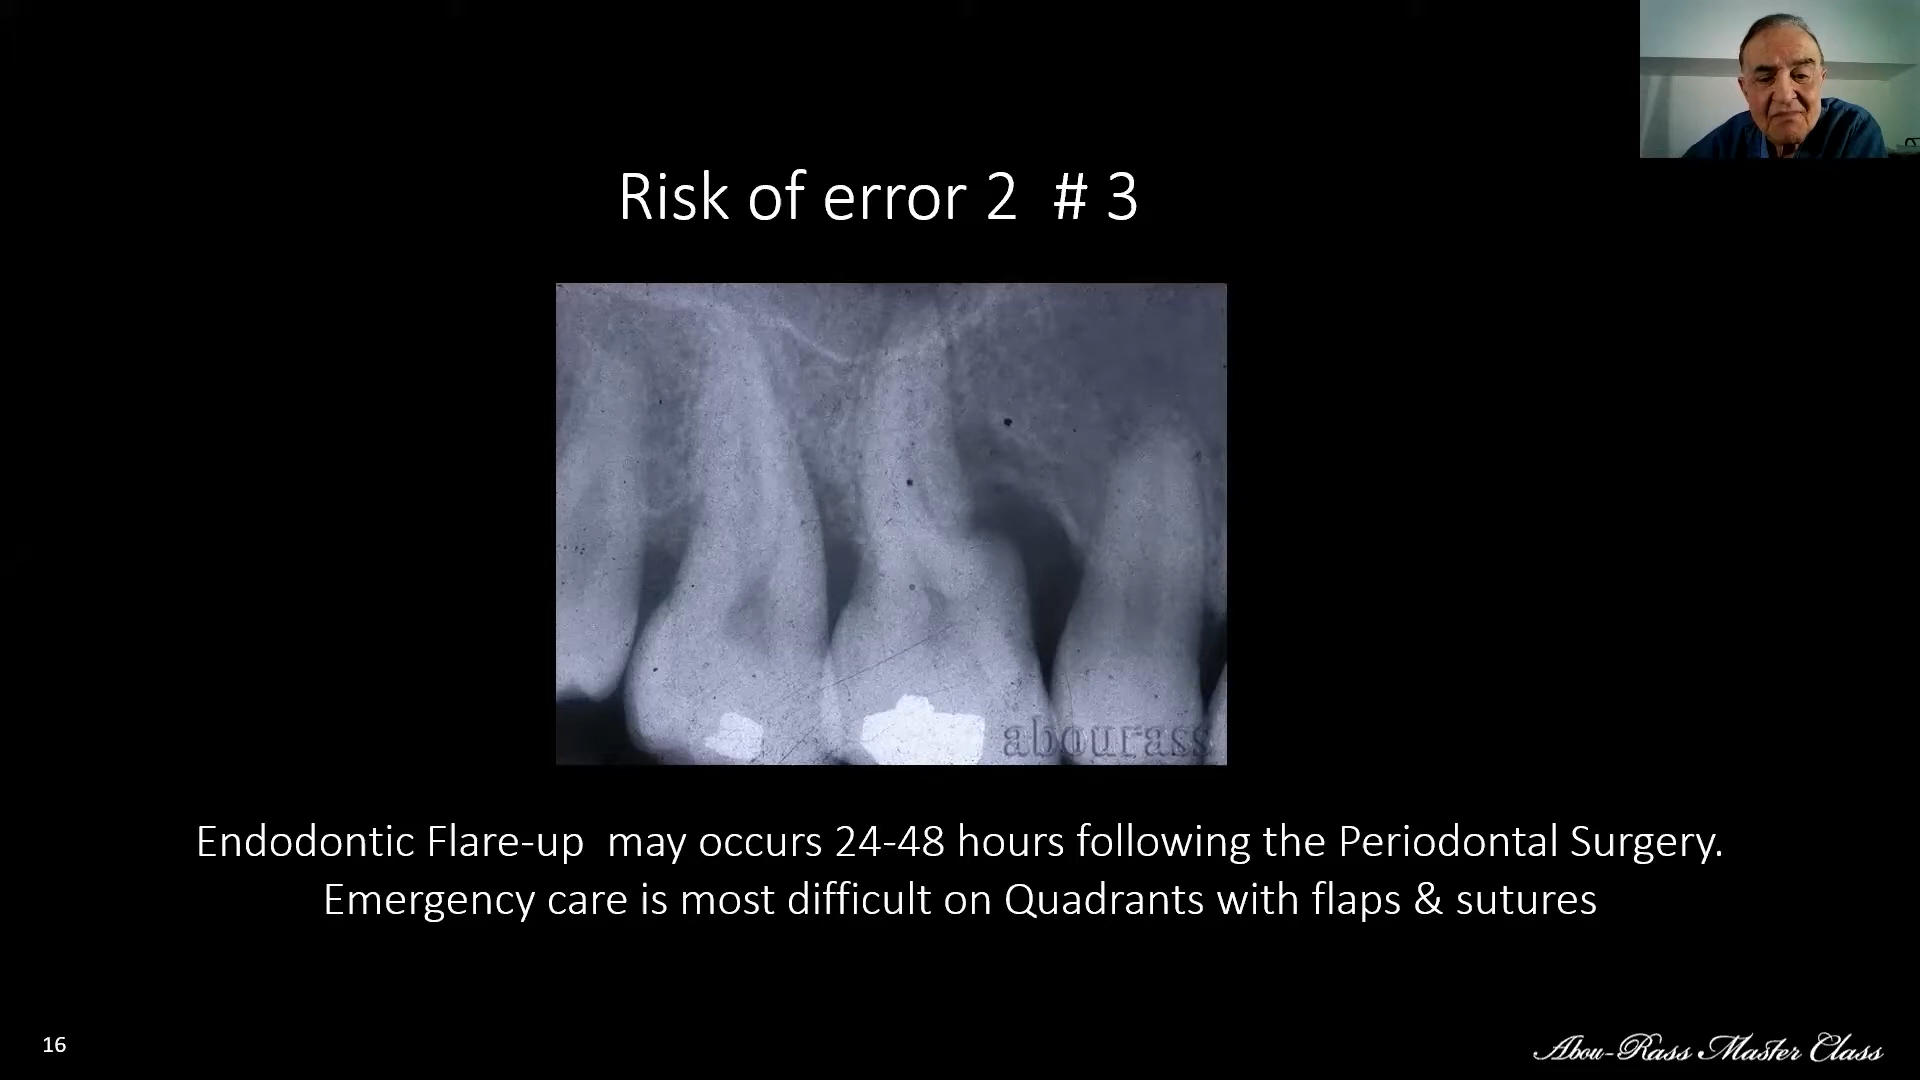 Risk of error 2 # 3
abourass
Endodontic Flare-up may occurs 24-48 hours following the Periodontal Surgery.
Emergency care is most difficult on Quadrants with flaps & sutures
16
Abou-Rass Master Class